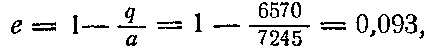 e = 1 — q/a = 1 — 6570/7245 = 0,093,